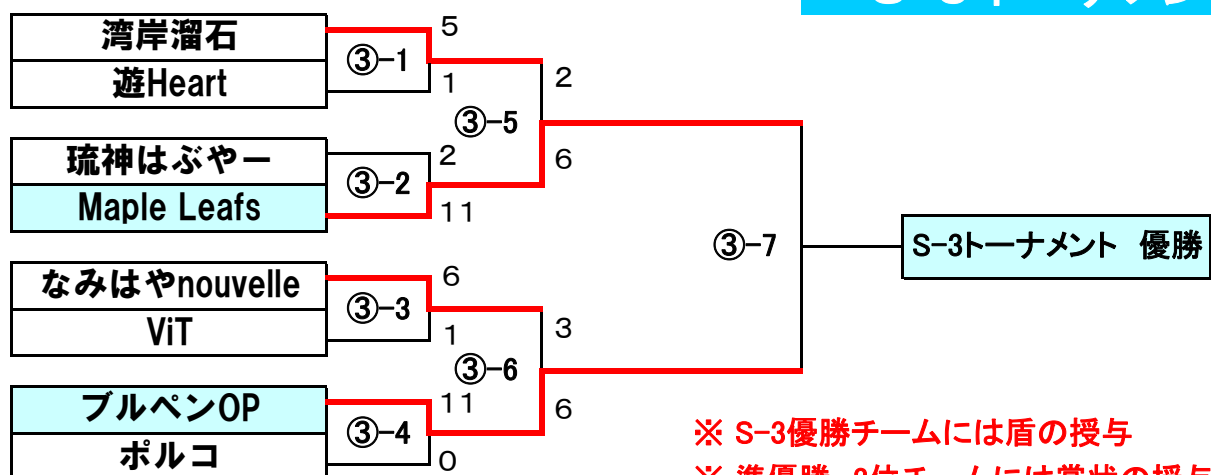 湾岸溜石
5
③-1
遊Heart
1
2
③-5
琉神はぶやー
2
6
③-2
Maple Leafs
11
③-7
S-3トーナメント 優勝
なみはやnouvelle
6
③-3
ViT
1
3
③-6
ブルペンOP
11
6
③-4
ポルコ
0
※ S-3優勝チームには盾の授与